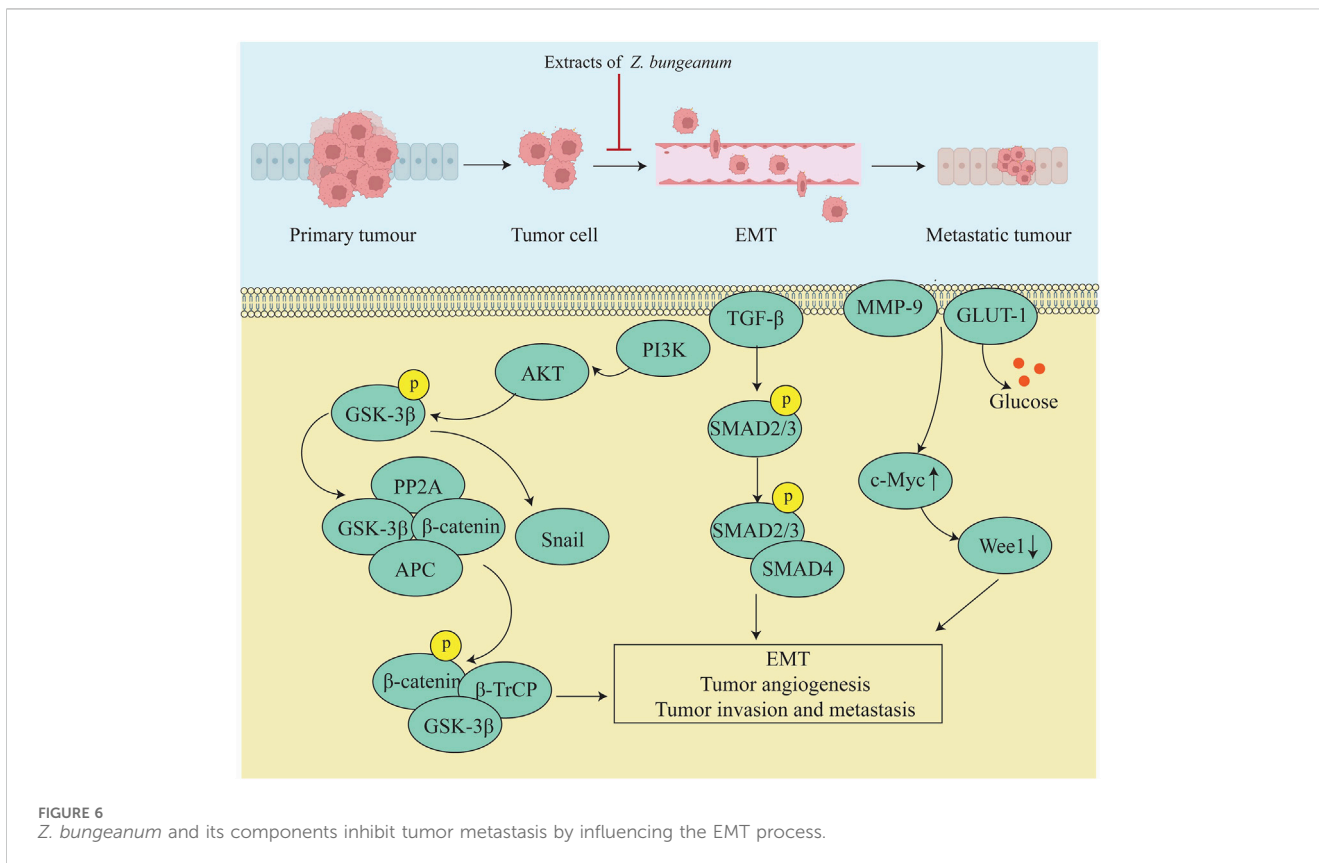 Extracts of Z. bungeanum
Primary tumour
Tumor cell
EMT
Metastatic tumour
TGF-β
MMP-9
GLUT-1
PI3K
AKT
Glucose
p
GSK-3β
p
SMAD2/3
c-Myc↑
PP2A
GSK-3β
β-catenin
APC
Snail
p
SMAD2/3
SMAD4
Wee1↓
p
β-catenin
β-TrCP
GSK-3β
EMT
Tumor angiogenesis
Tumor invasion and metastasis
FIGURE 6
Z. bungeanum and its components inhibit tumor metastasis by influencing the EMT process.